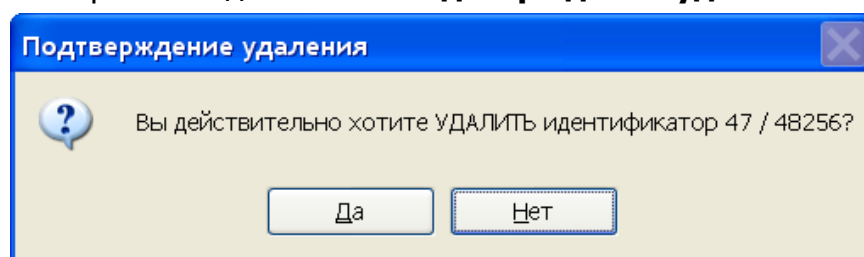 Подтверждение удаления
Вы действительно хотите УДАЛИТЬ идентификатор 47 / 48256?
Да
Нет